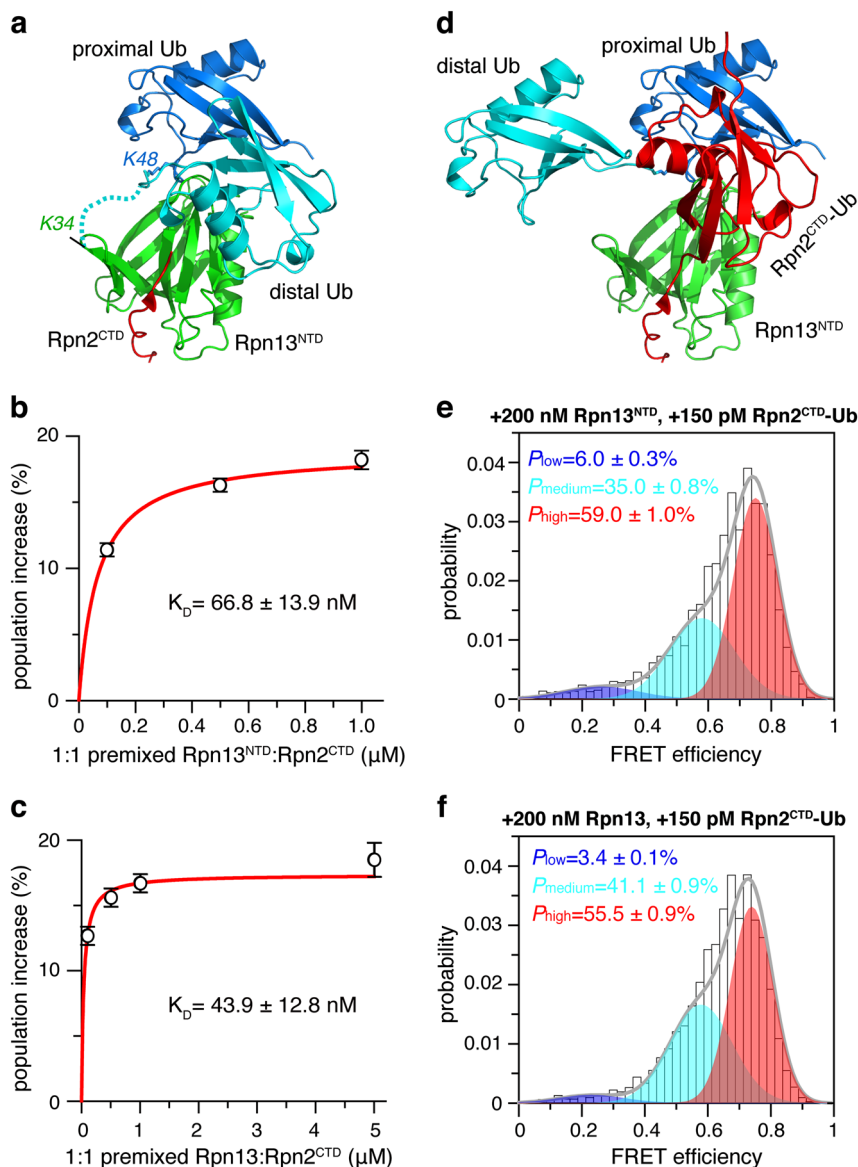 a
proximal Ub
K48
K34
distal Ub
Rpn2CTD
Rpn13NTD
b
population increase (%)
20
10
0
KD= 66.8 ± 13.9 nM
0.0
0.2
0.4
0.6
0.8
1.0
1:1 premixed Rpn13NTD:Rpn2CTD (µM)
c
population increase (%)
20
10
0
KD= 43.9 ± 12.8 nM
0
1
2
3
4
5
1:1 premixed Rpn13:Rpn2CTD (µM)
d
distal Ub
proximal Ub
Rpn2CTD-Ub
Rpn13NTD
e
+200 nM Rpn13NTD, +150 pM Rpn2CTD-Ub
Plow=6.0 ± 0.3%
Pmedium=35.0 ± 0.8%
Phigh=59.0 ± 1.0%
probability
0.04
0.03
0.02
0.01
0
0
0.2
0.4
0.6
0.8
1
FRET efficiency
f
+200 nM Rpn13, +150 pM Rpn2CTD-Ub
Plow=3.4 ± 0.1%
Pmedium=41.1 ± 0.9%
Phigh=55.5 ± 0.9%
probability
0.04
0.03
0.02
0.01
0
0
0.2
0.4
0.6
0.8
1
FRET efficiency